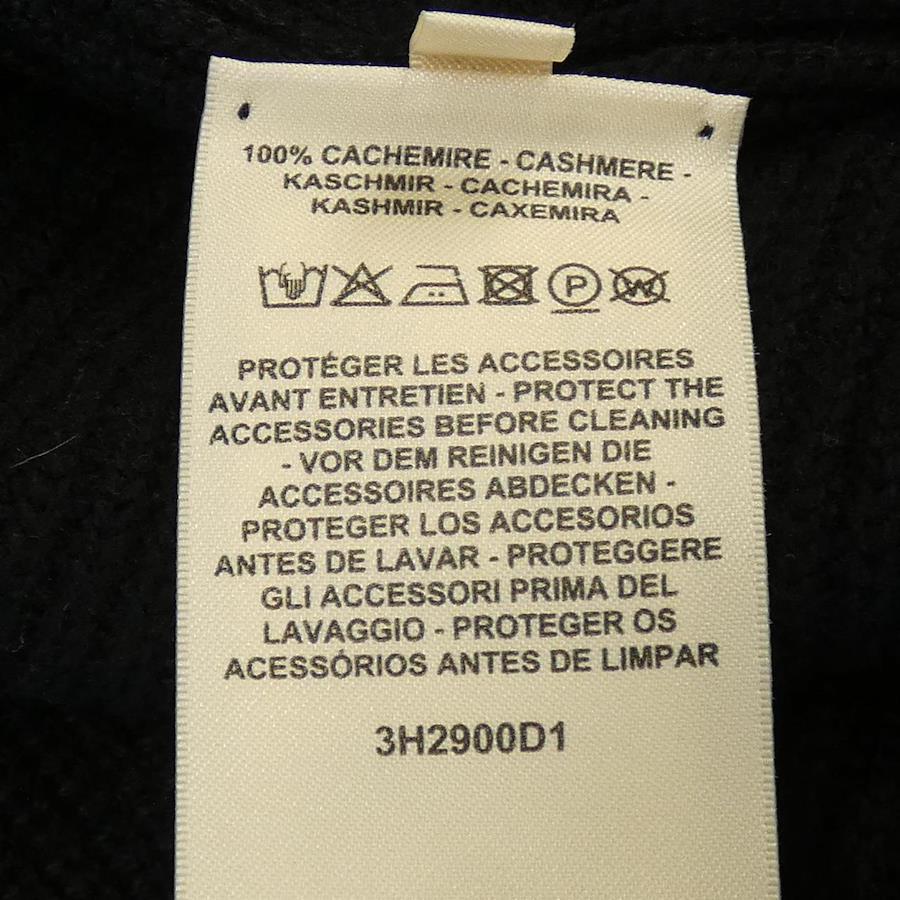 100% CACHEMIRE - CASHMERE -
KASCHMIR - CACHEMIRA -
KASHMIR - CAXEMIRA
P W
PROTÉGER LES ACCESSOIRES
AVANT ENTRETIEN - PROTECT THE
ACCESSORIES BEFORE CLEANING
- VOR DEM REINIGEN DIE
ACCESSOIRES ABDECKEN -
PROTEGER LOS ACCESORIOS
ANTES DE LAVAR - PROTEGGERE
GLI ACCESSORI PRIMA DEL
LAVAGGIO - PROTEGER OS
ACESSÓRIOS ANTES DE LIMPAR
3H2900D1